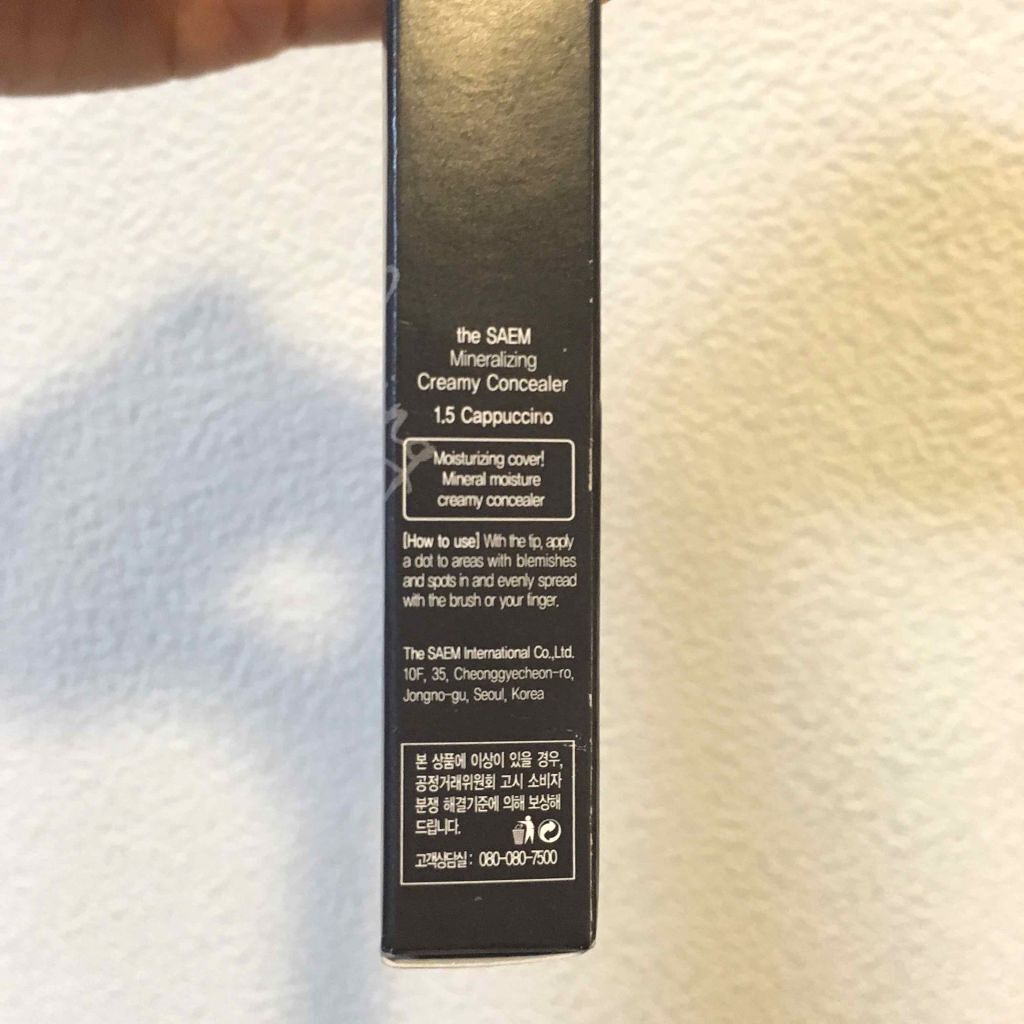 the SAEM
Mineralizing
Creamy Concealer
1.5 Cappuccino
Moisturizing cover!
Mineral moisture
creamy concealer
[How to use] With the tip, apply
a dot to areas with blemishes
and spots in and evenly spread
with the brush or your finger.
The SAEM International Co.,Ltd.
10F, 35, Cheonggyecheon-ro,
Jongno-gu, Seoul, Korea
본 상품에 이상이 있을 경우,
공정거래위원회 고시 소비자
분쟁 해결기준에 의해 보상해
드립니다.
고객상담실 : 080-080-7500